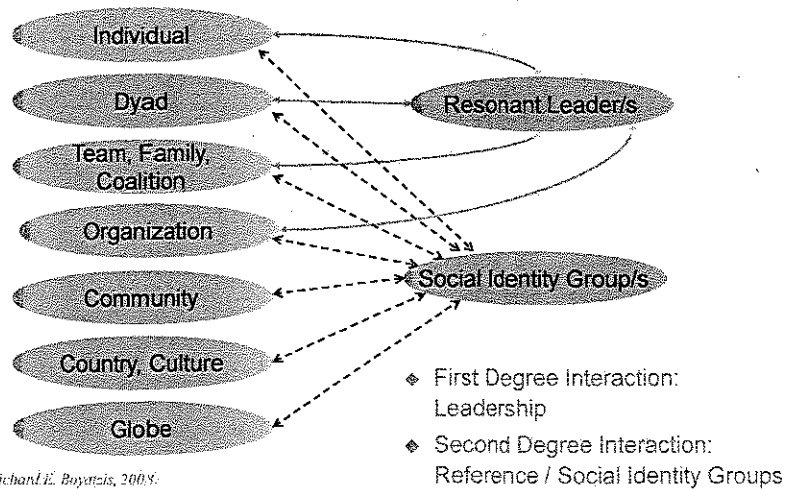 Individual
Dyad
Resonant Leader/s
Team, Family,
Coalition
Organization
Social Identity Group/s
Community
Country, Culture
Globe
First Degree Interaction:
Leadership
Second Degree Interaction:
Reference / Social Identity Groups
E. Boyatzis,